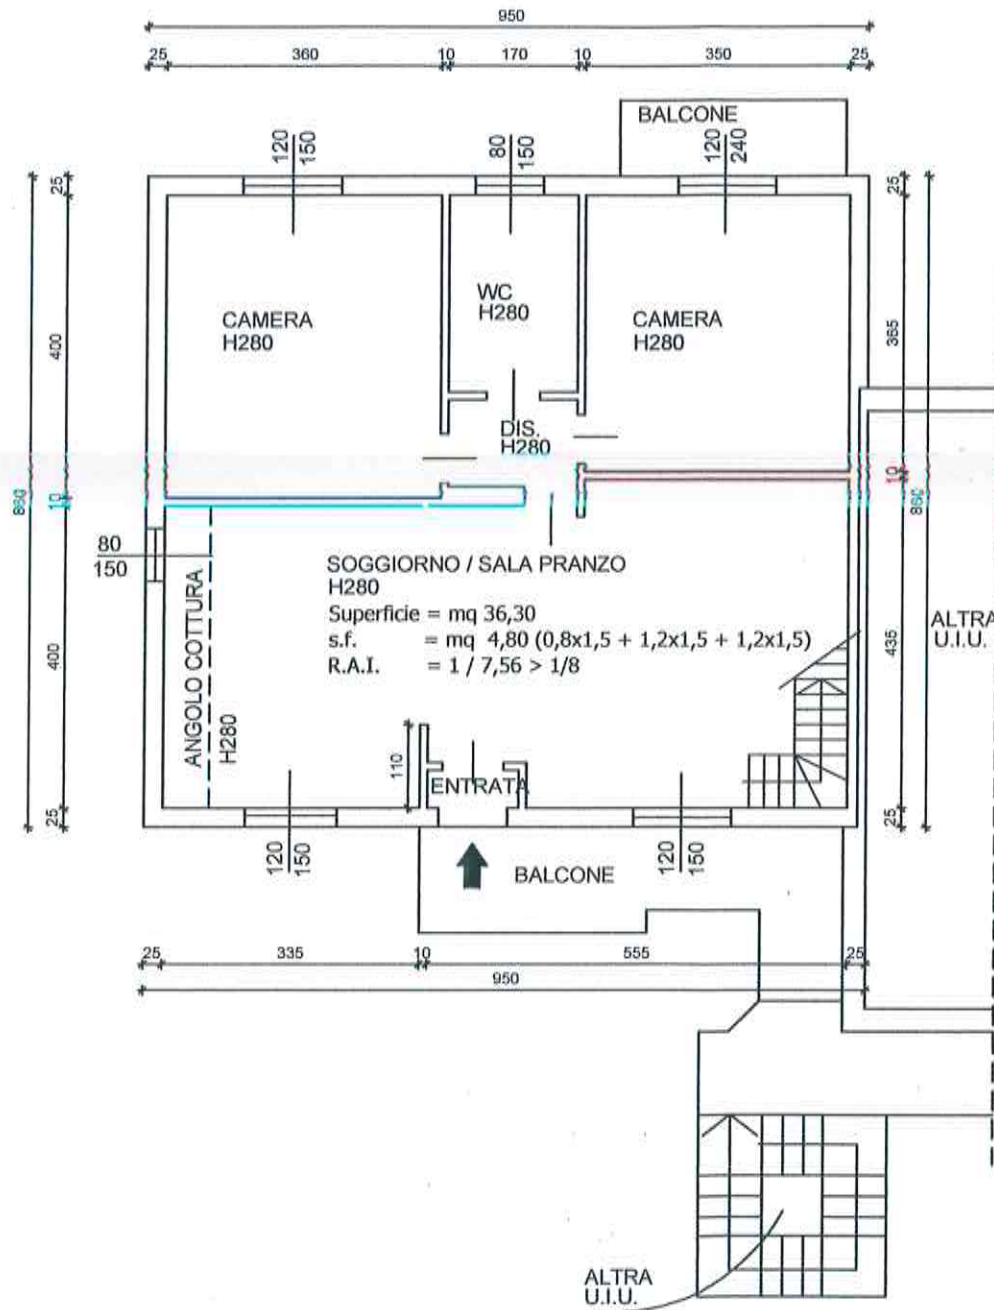 950
25 360 10 170 10 350 25
BALCONE
120
150
80
150
120
240
25
400
10
400
25
860
25
365
10
435
25
860
CAMERA
H280
WC
H280
CAMERA
H280
DIS.
H280
80
150
ANGOLO COTTURA
H280
SOGGIORNO / SALA PRANZO
H280
Superficie = mq 36,30
s.f. = mq 4,80 (0,8x1,5 + 1,2x1,5 + 1,2x1,5)
R.A.I. = 1 / 7,56 > 1/8
ALTRA
U.I.U.
110
ENTRATA
120
150
BALCONE
120
150
25 335 10 555 25
950
ALTRA
U.I.U.